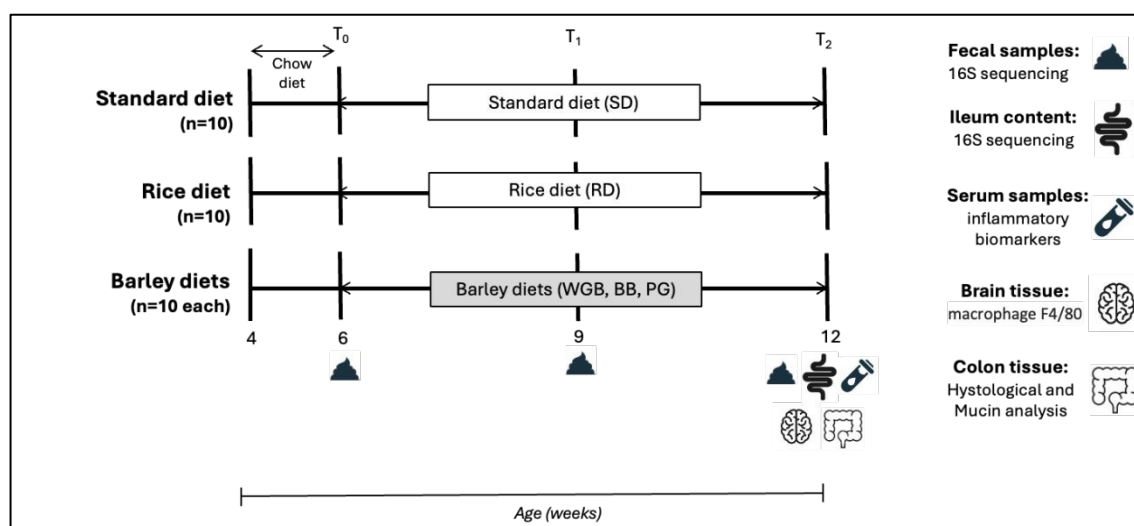 T0
T1
T2
Chow
diet
Standard diet
(n=10)
Standard diet (SD)
Rice diet
(n=10)
Rice diet (RD)
Barley diets
(n=10 each)
Barley diets (WGB, BB, PG)
4
6
9
12
Age (weeks)
Fecal samples:
16S sequencing
Ileum content:
16S sequencing
Serum samples:
inflammatory
biomarkers
Brain tissue:
macrophage F4/80
Colon tissue:
Hystological and
Mucin analysis